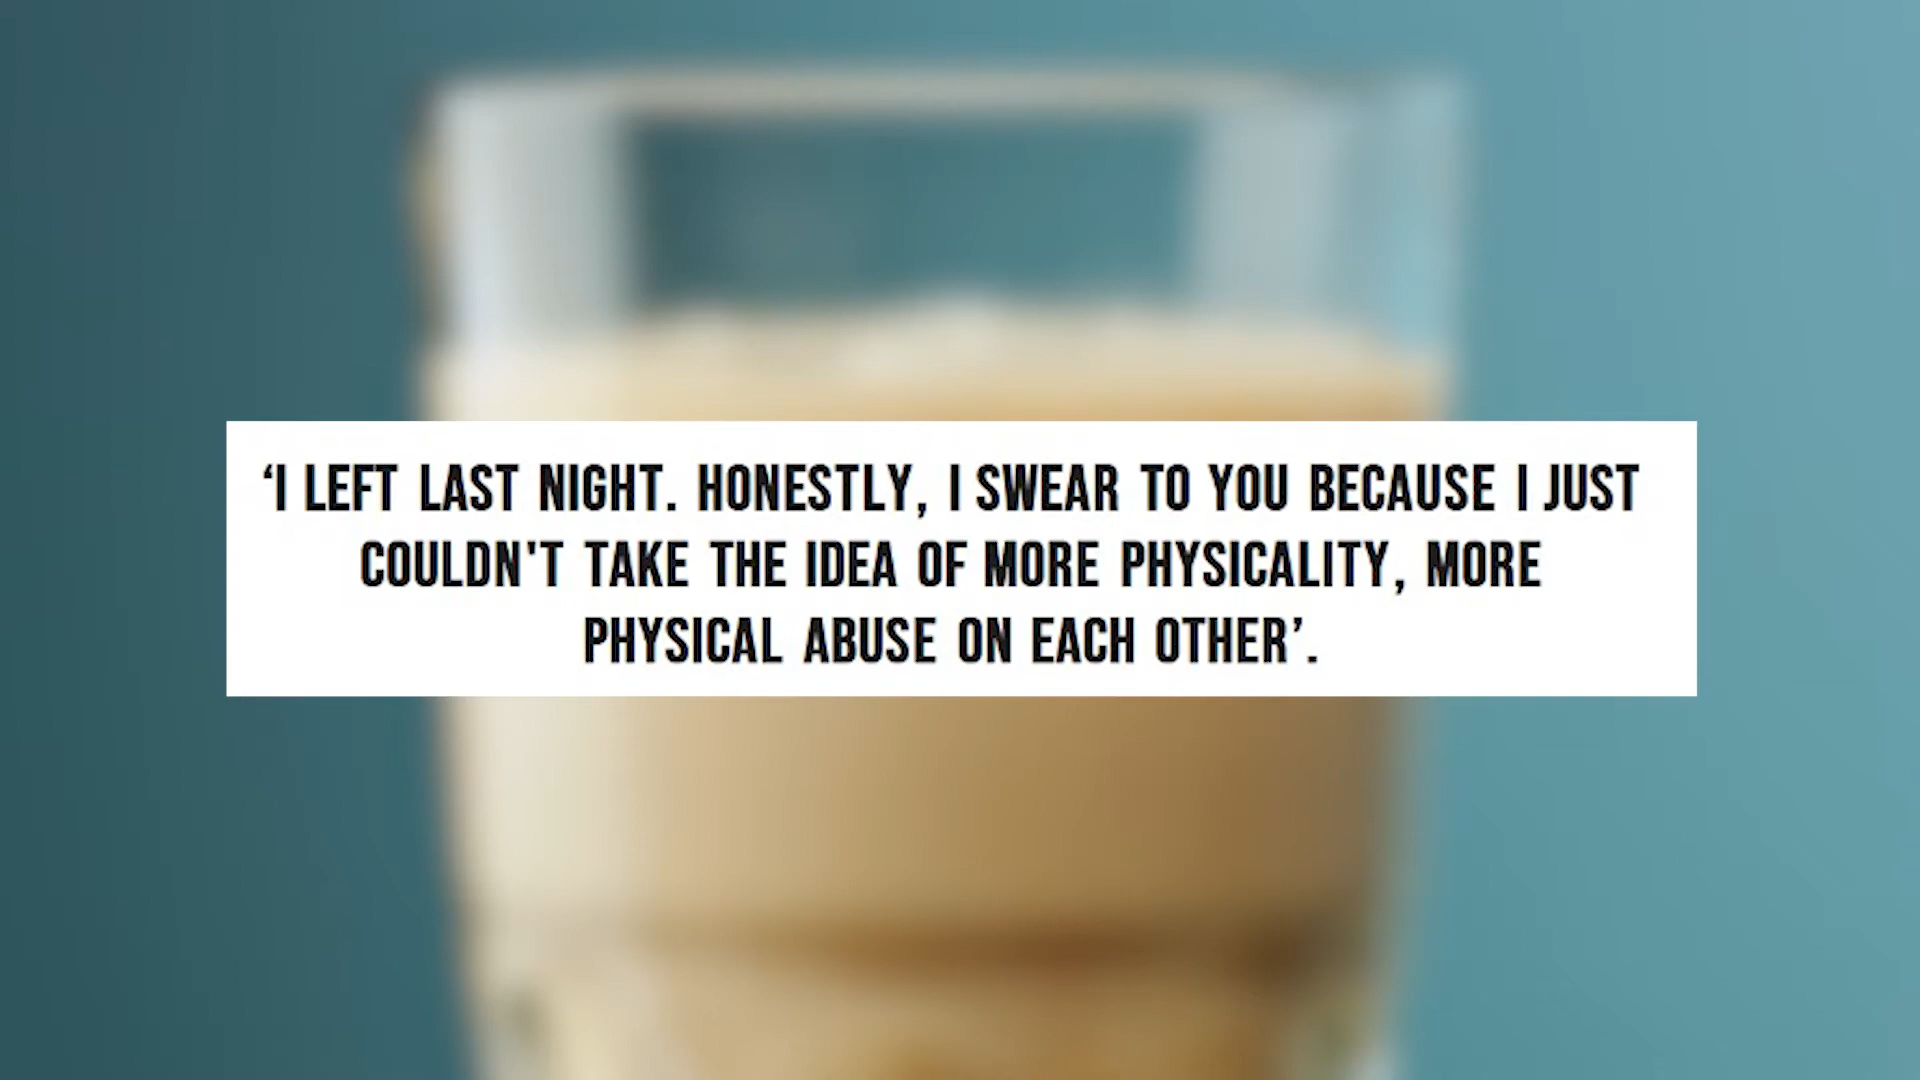 ‘I LEFT LAST NIGHT. HONESTLY, I SWEAR TO YOU BECAUSE I JUST
COULDN'T TAKE THE IDEA OF MORE PHYSICALITY, MORE
PHYSICAL ABUSE ON EACH OTHER’.